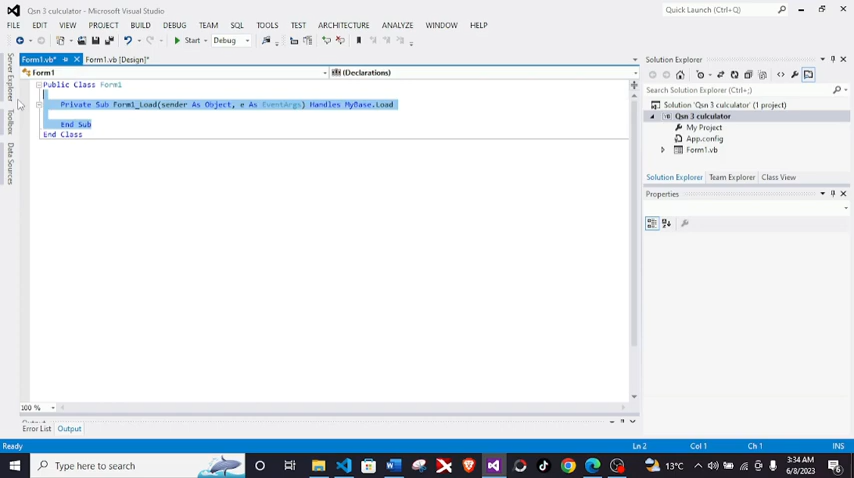 Qsn 3 culculator - Microsoft Visual Studio
Quick Launch (Ctrl+Q)
FILE EDIT VIEW PROJECT BUILD DEBUG TEAM SQL TOOLS TEST ARCHITECTURE ANALYZE WINDOW HELP
Start Debug
Form1.vb* Form1.vb [Design]*
Form1 (Declarations)
Server Explorer
Toolbox
Data Sources
Public Class Form1
Private Sub Form1_Load(sender As Object, e As EventArgs) Handles MyBase.Load
End Sub
End Class
100 %
Solution Explorer
Search Solution Explorer (Ctrl+;)
Solution 'Qsn 3 culculator' (1 project)
Qsn 3 culculator
My Project
App.config
Form1.vb
Solution Explorer Team Explorer Class View
Properties
Output
Error List Output
Ready Ln 2 Col 1 Ch 1 INS
Type here to search
13°C
3:34 AM
6/8/2023
6